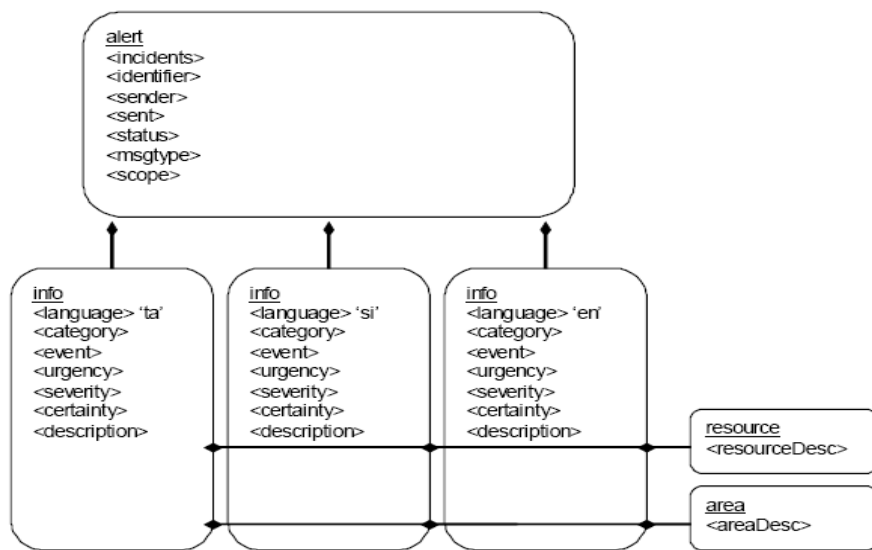 alert
<incidents>
<identifier>
<sender>
<sent>
<status>
<msgtype>
<scope>
info
<language> ‘ta’
<category>
<event>
<urgency>
<severity>
<certainty>
<description>
info
<language> ‘si’
<category>
<event>
<urgency>
<severity>
<certainty>
<description>
info
<language> ‘en’
<category>
<event>
<urgency>
<severity>
<certainty>
<description>
resource
<resourceDesc>
area
<areaDesc>